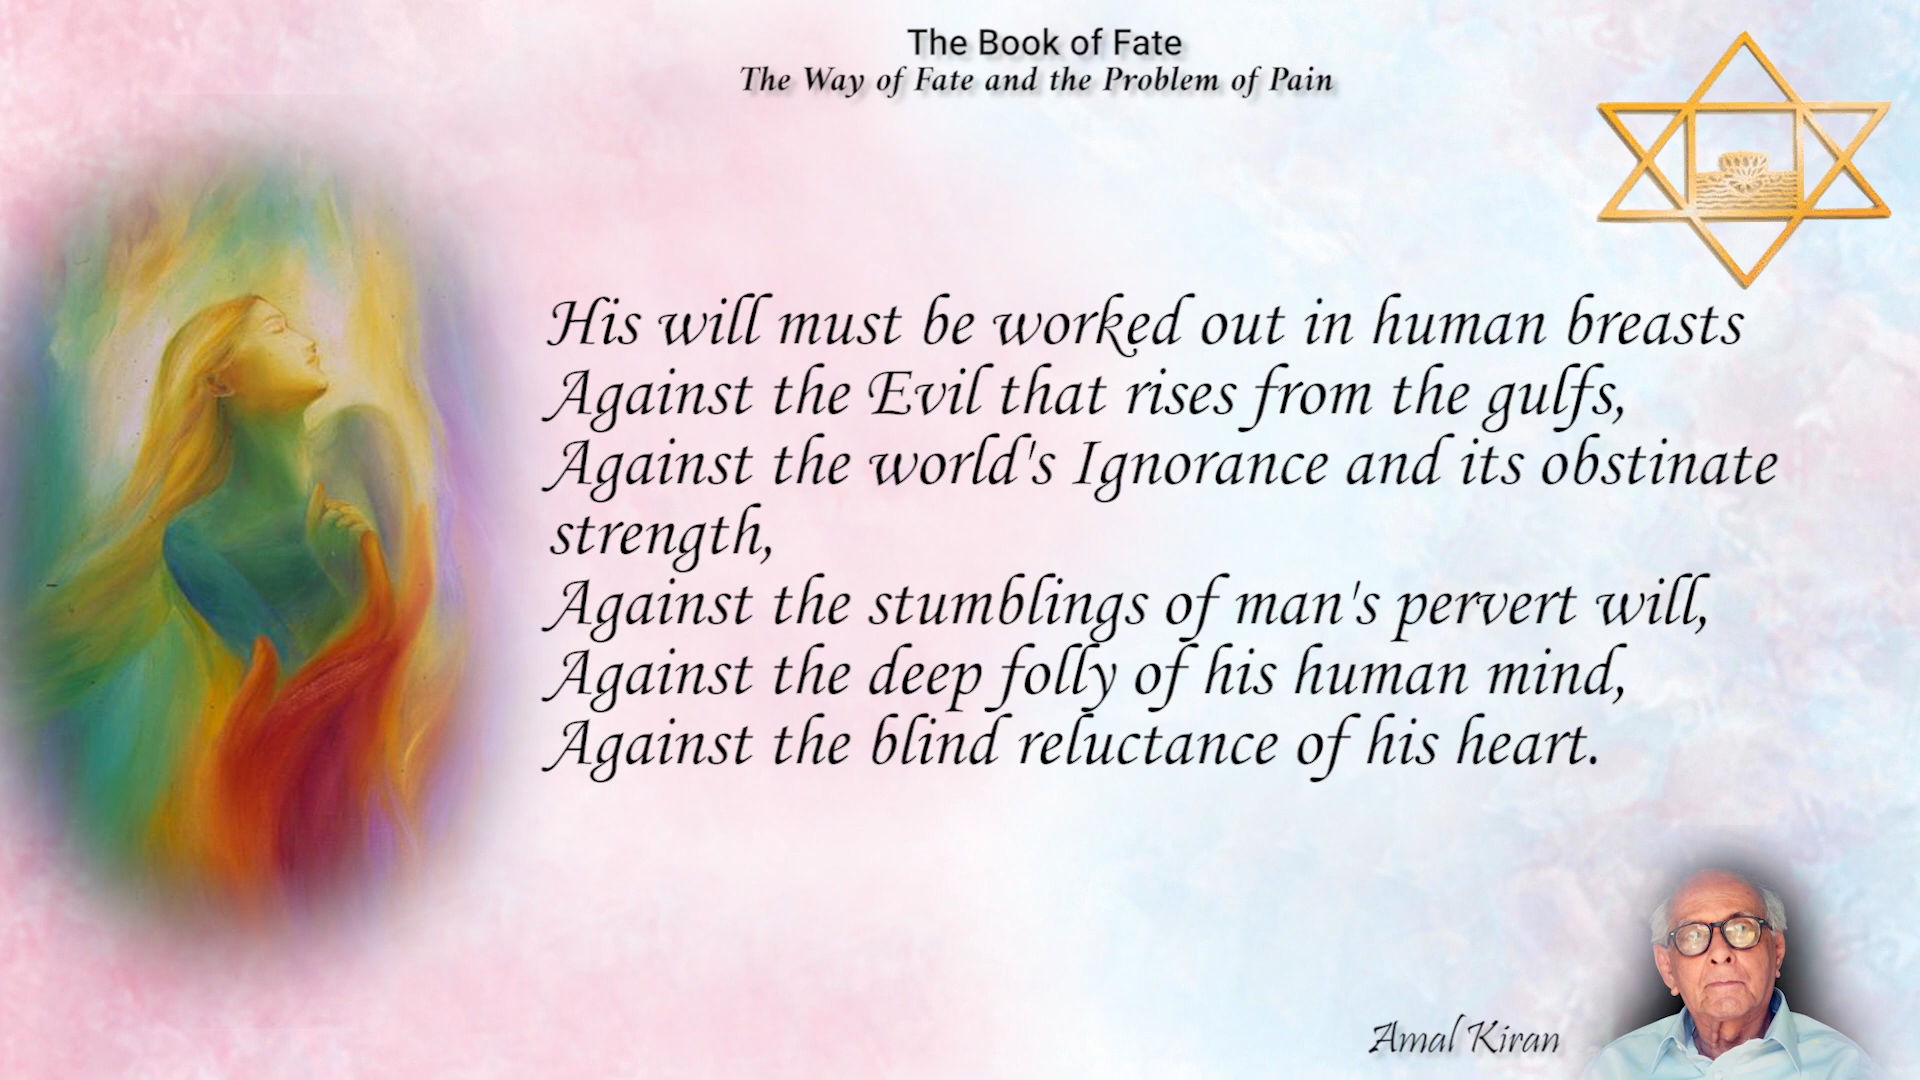 The Book of Fate
The Way of Fate and the Problem of Pain
His will must be worked out in human breasts
Against the Evil that rises from the gulfs,
Against the world's Ignorance and its obstinate
strength,
Against the stumblings of man's pervert will,
Against the deep folly of his human mind,
Against the blind reluctance of his heart.
Amal Kiran